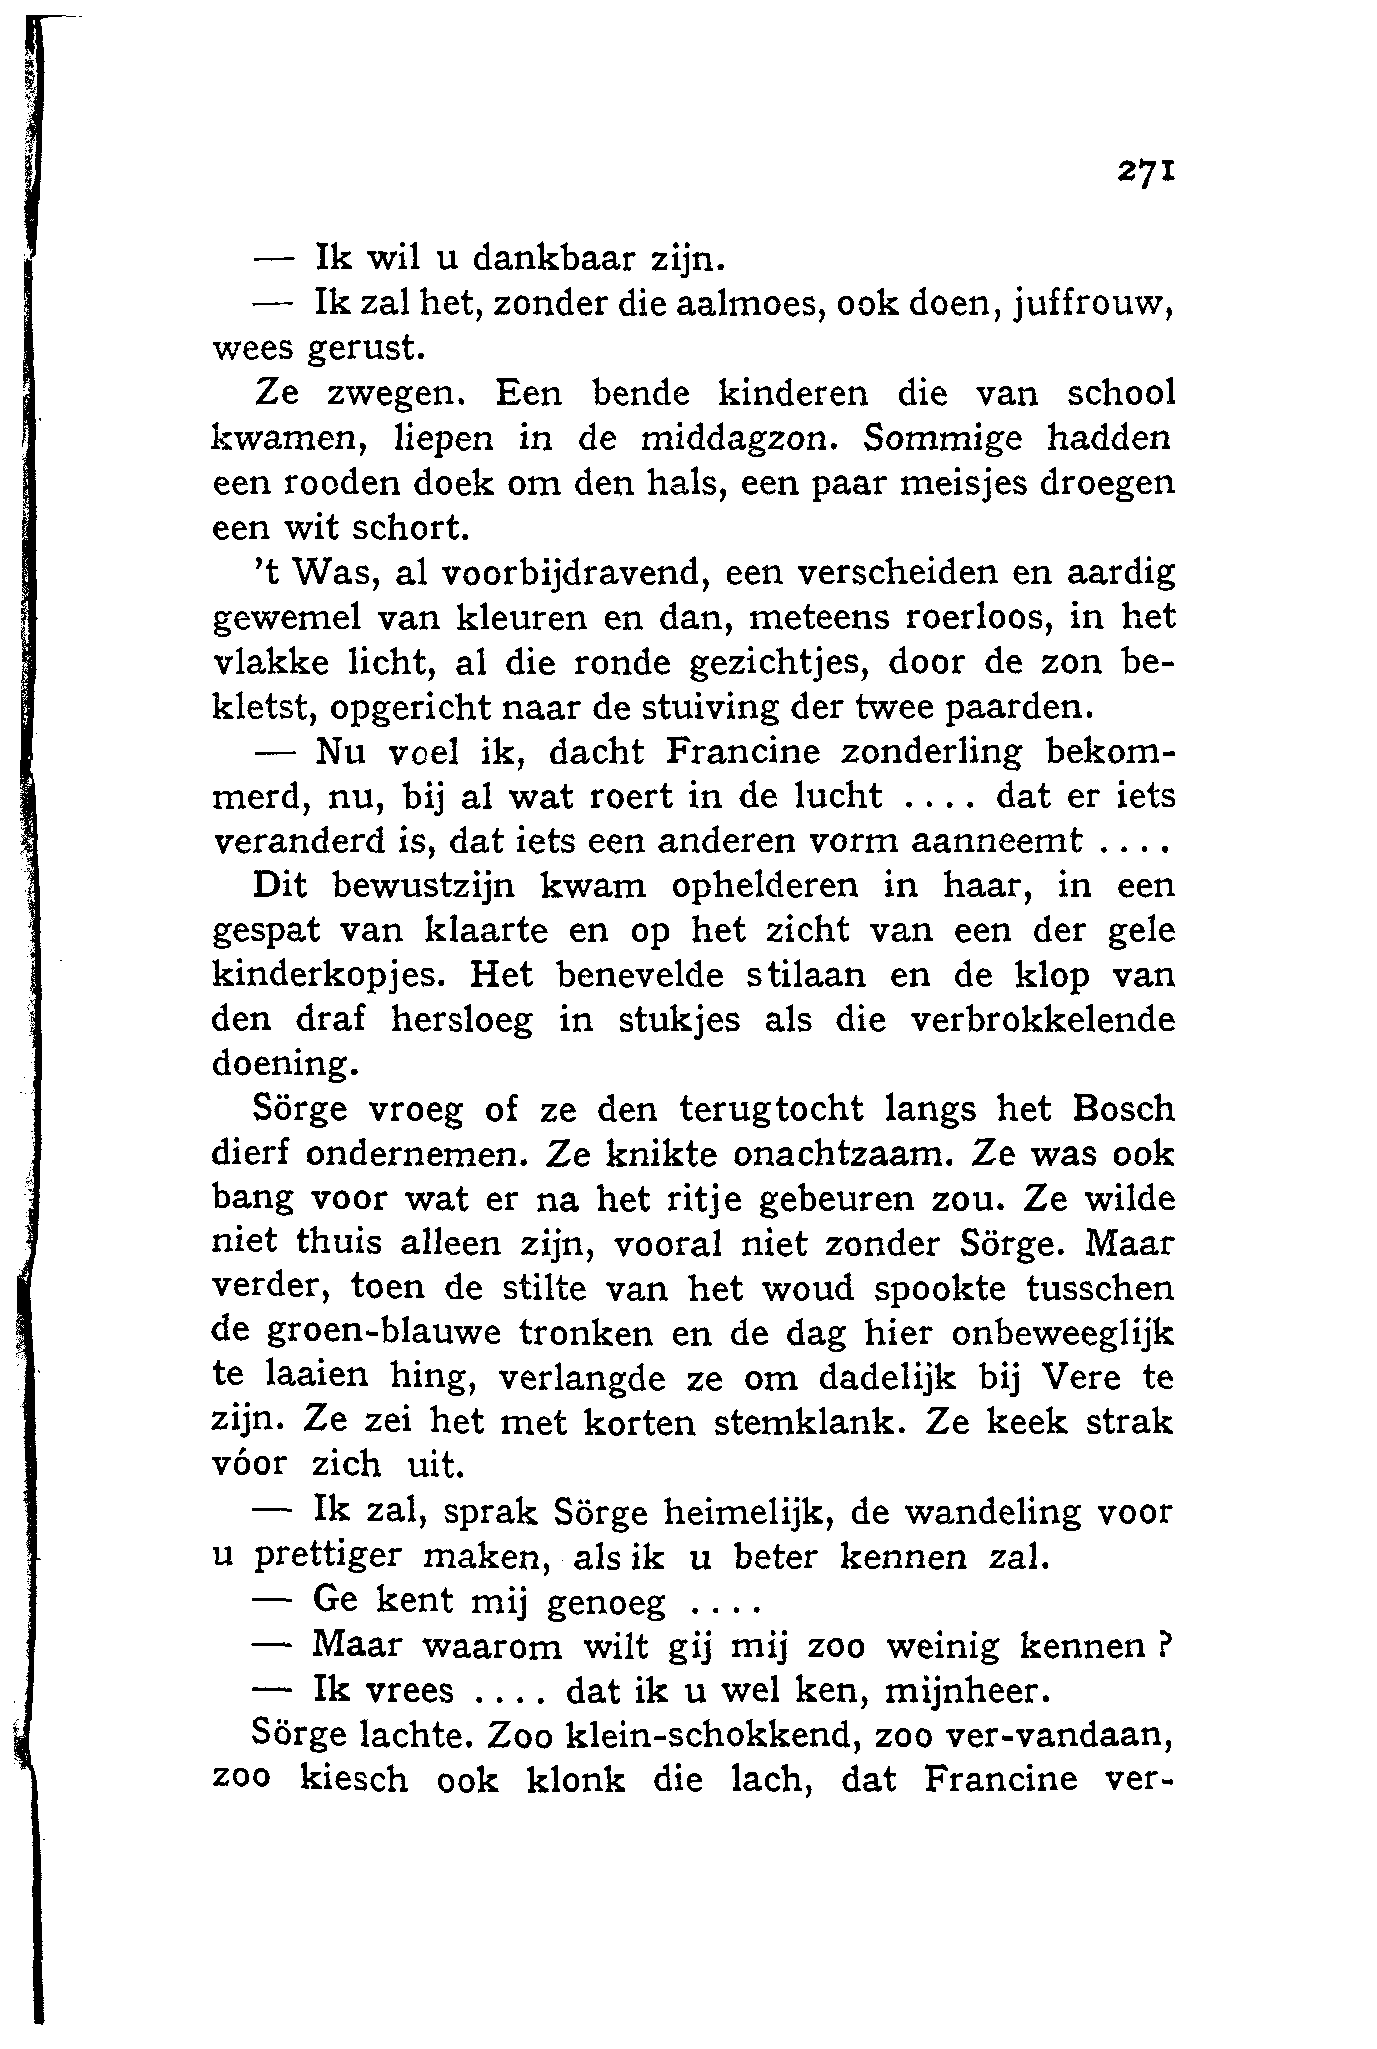 271
— Ik wil u dankbaar zijn.
— Ik zal het, zonder die aalmoes, ook doen, juffrouw,
wees gerust.
Ze zwegen. Een bende kinderen die van school
kwamen, liepen in de middagzon. Sommige hadden
een rooden doek om den hals, een paar meisjes droegen
een wit schort.
't Was, al voorbijdravend, een verscheiden en aardig
gewemel van kleuren en dan, meteens roerloos, in het
vlakke licht, al die ronde gezichtjes, door de zon be-
kletst, opgericht naar de stuiving der twee paarden.
— Nu voel ik, dacht Francine zonderling bekom-
merd, nu, bij al wat roert in de lucht .... dat er iets
veranderd is, dat iets een anderen vorm aanneemt ....
Dit bewustzijn kwam ophelderen in haar, in een
gespat van klaarte en op het zicht van een der gele
kinderkopjes. Het benevelde stilaan en de klop van
den draf hersloeg in stukjes als die verbrokkelende
doening.
Sörge vroeg of ze den terugtocht langs het Bosch
dierf ondernemen. Ze knikte onachtzaam. Ze was ook
bang voor wat er na het ritje gebeuren zou. Ze wilde
niet thuis alleen zijn, vooral niet zonder Sörge. Maar
verder, toen de stilte van het woud spookte tusschen
de groen-blauwe tronken en de dag hier onbeweeglijk
te laaien hing, verlangde ze om dadelijk bij Vere te
zijn. Ze zei het met korten stemklank. Ze keek strak
vóor zich uit.
— Ik zal, sprak Sörge heimelijk, de wandeling voor
u prettiger maken, als ik u beter kennen zal.
— Ge kent mij genoeg ....
— Maar waarom wilt gij mij zoo weinig kennen ?
— Ik vrees .... dat ik u wel ken, mijnheer.
Sörge lachte. Zoo klein-schokkend, zoo ver-vandaan,
zoo kiesch ook klonk die lach, dat Francine ver-